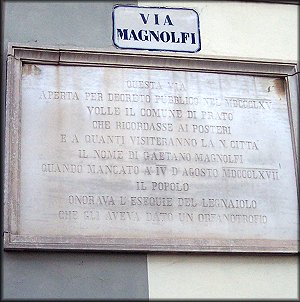 VIA
MAGNOLFI
QUESTA VIA
APERTA PER DECRETO PUBBLICO NEL MDCCCLXV
VOLLE IL COMUNE DI PRATO
CHE RICORDASSE AI POSTERI
E A QUANTI VISITERANNO LA N. CITTÀ
IL NOME DI GAETANO MAGNOLFI
QUANDO MANCATO A IV D'AGOSTO MDCCCLXVII
IL POPOLO
ONORAVA L'ESEQUIE DEL LEGNAIOLO
CHE GLI AVEVA DATO UN ORFANOTROFIO